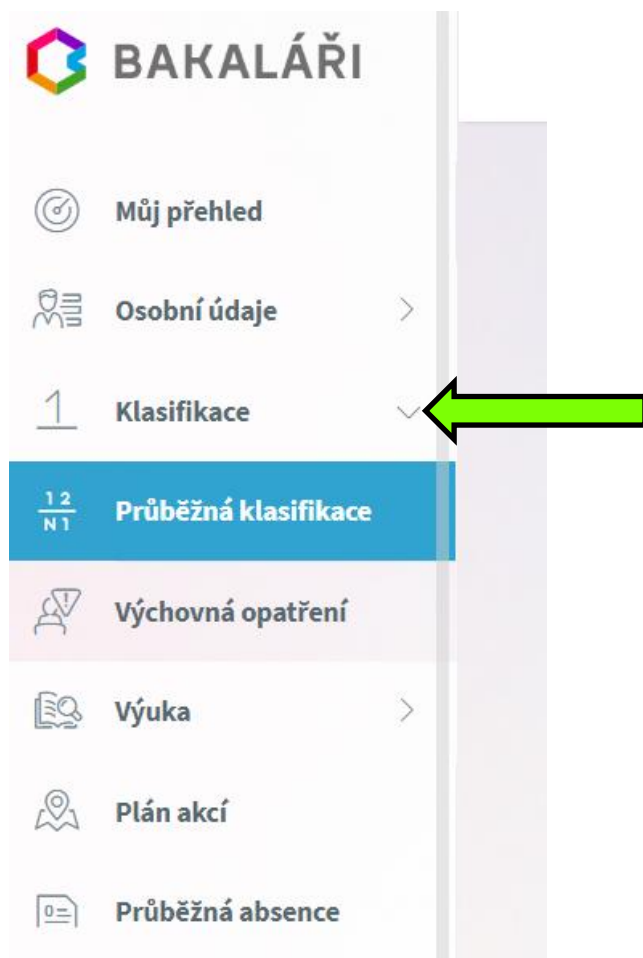 BAKALÁŘI
Můj přehled
Osobní údaje
1 Klasifikace
1 2
N 1
Průběžná klasifikace
Výchovná opatření
Výuka
Plán akcí
0= Průběžná absence